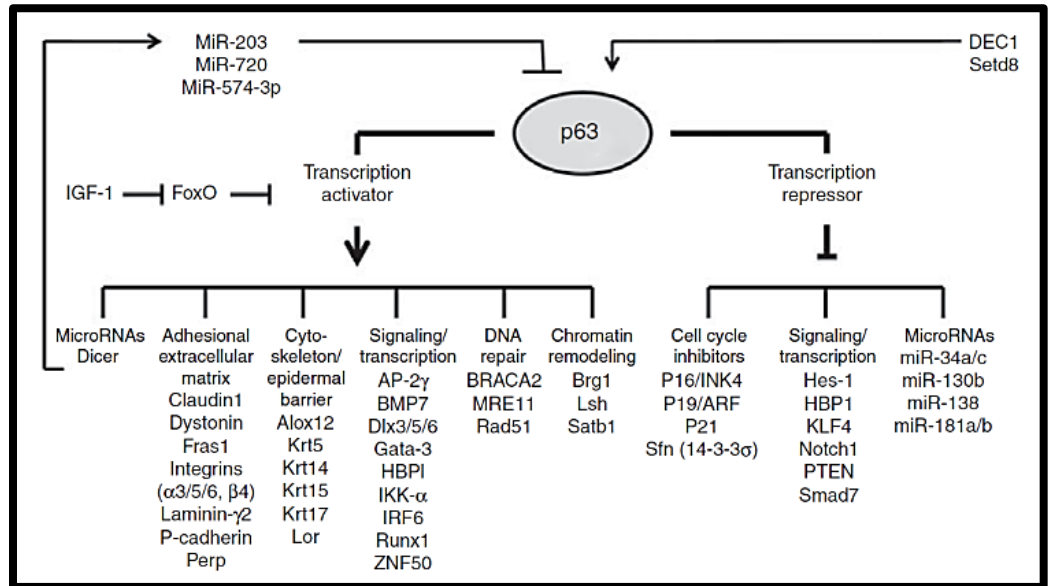 MiR-203
MiR-720
MiR-574-3p
DEC1
Setd8
p63
Transcription
activator
Transcription
repressor
IGF-1
FoxO
MicroRNAs
Dicer
Adhesional
extracellular
matrix
Claudin1
Dystonin
Fras1
Integrins
(α3/5/6, β4)
Laminin-γ2
P-cadherin
Perp
Cyto-
skeleton/
epidermal
barrier
Alox12
Krt5
Krt14
Krt15
Krt17
Lor
Signaling/
transcription
AP-2γ
BMP7
Dlx3/5/6
Gata-3
HBPI
IKK-α
IRF6
Runx1
ZNF50
DNA
repair
BRACA2
MRE11
Rad51
Chromatin
remodeling
Brg1
Lsh
Satb1
Cell cycle
inhibitors
P16/INK4
P19/ARF
P21
Sfn (14-3-3σ)
Signaling/
transcription
Hes-1
HBP1
KLF4
Notch1
PTEN
Smad7
MicroRNAs
miR-34a/c
miR-130b
miR-138
miR-181a/b